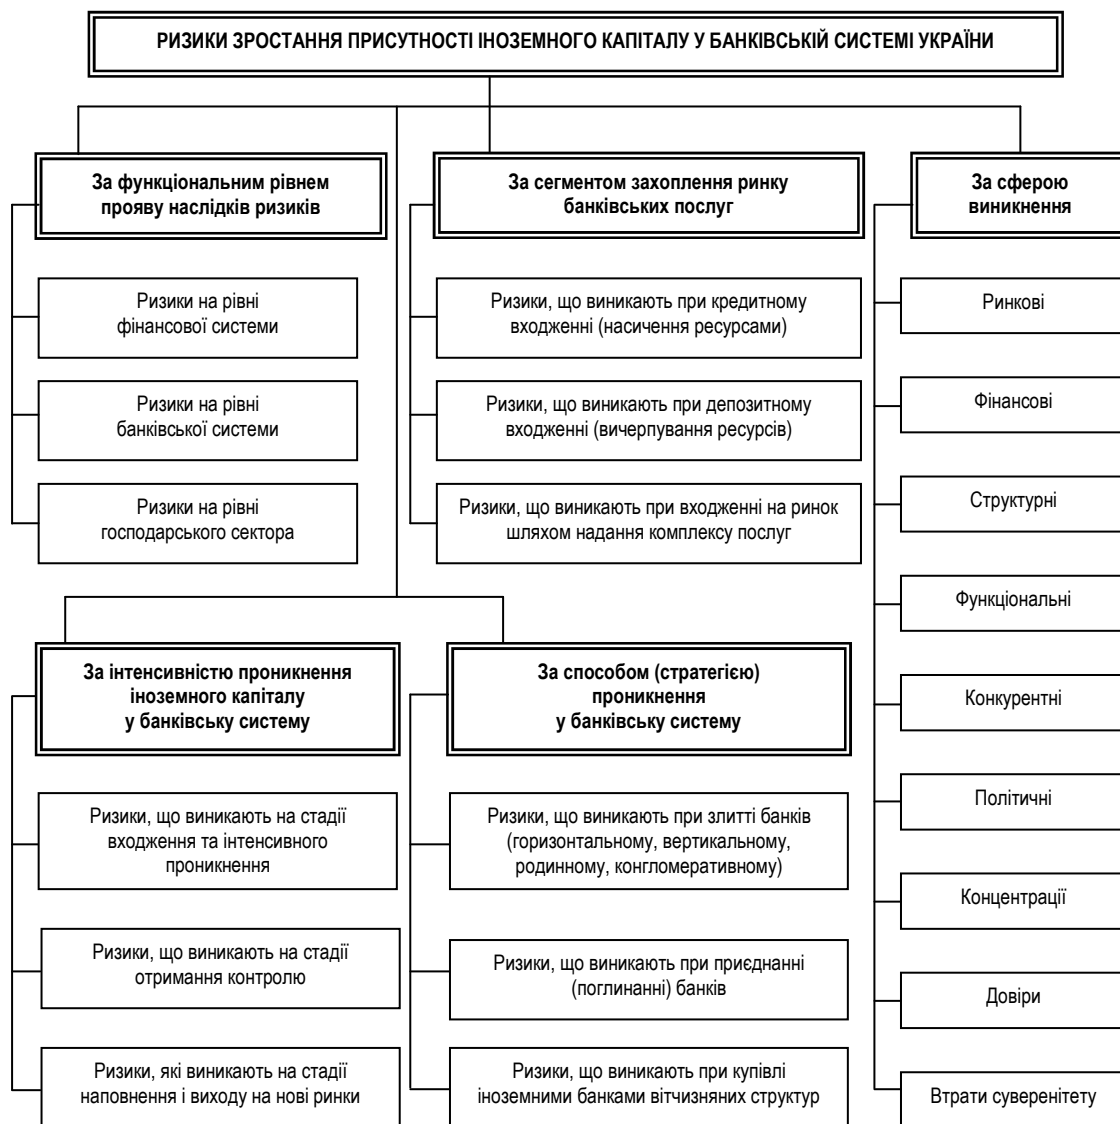 РИЗИКИ ЗРОСТАННЯ ПРИСУТНОСТІ ІНОЗЕМНОГО КАПІТАЛУ У БАНКІВСЬКІЙ СИСТЕМІ УКРАЇНИ
За функціональним рівнем
прояву наслідків ризиків
Ризики на рівні
фінансової системи
Ризики на рівні
банківської системи
Ризики на рівні
господарського сектора
За сегментом захоплення ринку
банківських послуг
Ризики, що виникають при кредитному
входженні (насичення ресурсами)
Ризики, що виникають при депозитному
входженні (вичерпування ресурсів)
Ризики, що виникають при входженні на ринок
шляхом надання комплексу послуг
За сферою
виникнення
Ринкові
Фінансові
Структурні
Функціональні
Конкурентні
Політичні
Концентрації
Довіри
Втрати суверенітету
За інтенсивністю проникнення
іноземного капіталу
у банківську систему
Ризики, що виникають на стадії
входження та інтенсивного
проникнення
Ризики, що виникають на стадії
отримання контролю
Ризики, які виникають на стадії
наповнення і виходу на нові ринки
За способом (стратегією)
проникнення
у банківську систему
Ризики, що виникають при злитті банків
(горизонтальному, вертикальному,
родинному, конгломеративному)
Ризики, що виникають при приєднанні
(поглинанні) банків
Ризики, що виникають при купівлі
іноземними банками вітчизняних структур